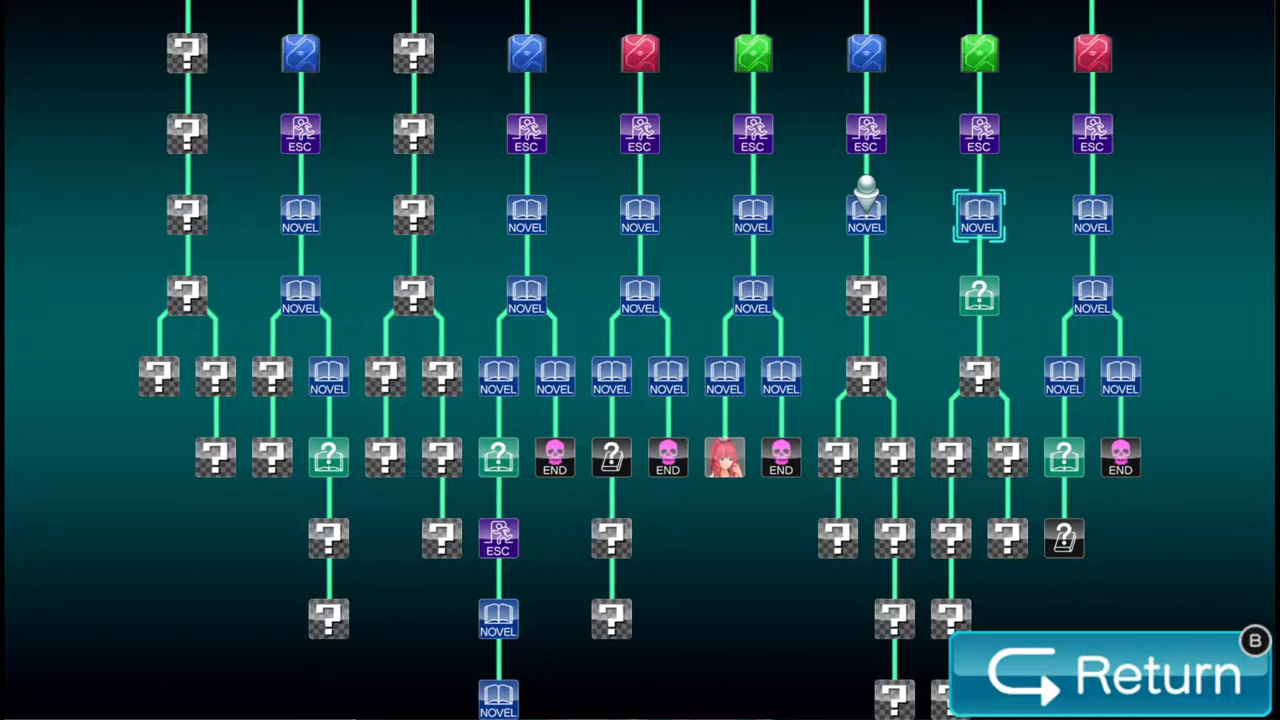 ? ?
? ESC ? ESC ESC ESC ESC ESC ESC
? NOVEL ? NOVEL NOVEL NOVEL NOVEL NOVEL NOVEL
? NOVEL ? NOVEL NOVEL NOVEL ? ? NOVEL
? ? ? NOVEL ? ? NOVEL NOVEL NOVEL NOVEL NOVEL NOVEL ? ? NOVEL NOVEL
? ? ? ? ? ? END ? END END ? ? ? ? ? END
? ? ESC ? ? ? ? ? ?
? NOVEL ? ? ?
B
NOVEL ? ? Return